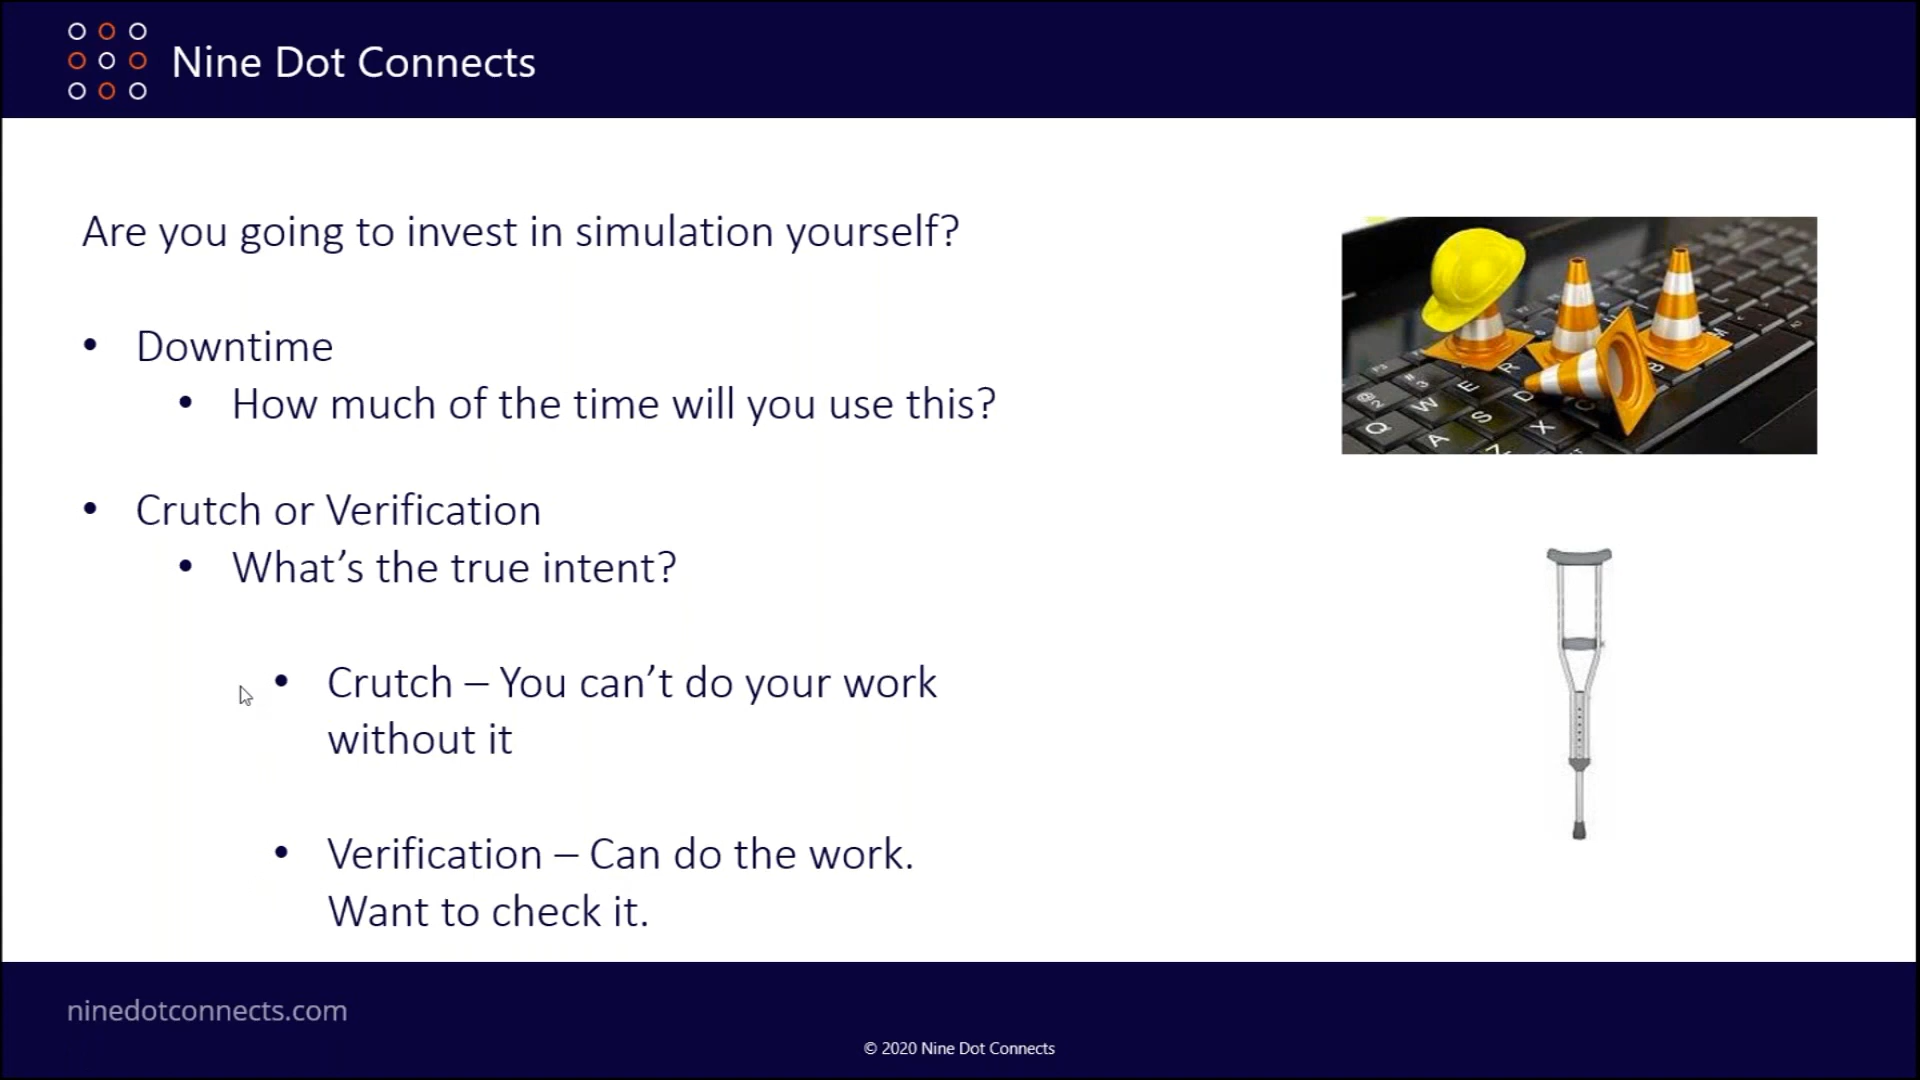 Nine Dot Connects
Are you going to invest in simulation yourself?
• Downtime
• How much of the time will you use this?
• Crutch or Verification
• What's the true intent?
• Crutch – You can't do your work
without it
• Verification – Can do the work.
Want to check it.
ninedotconnects.com
© 2020 Nine Dot Connects